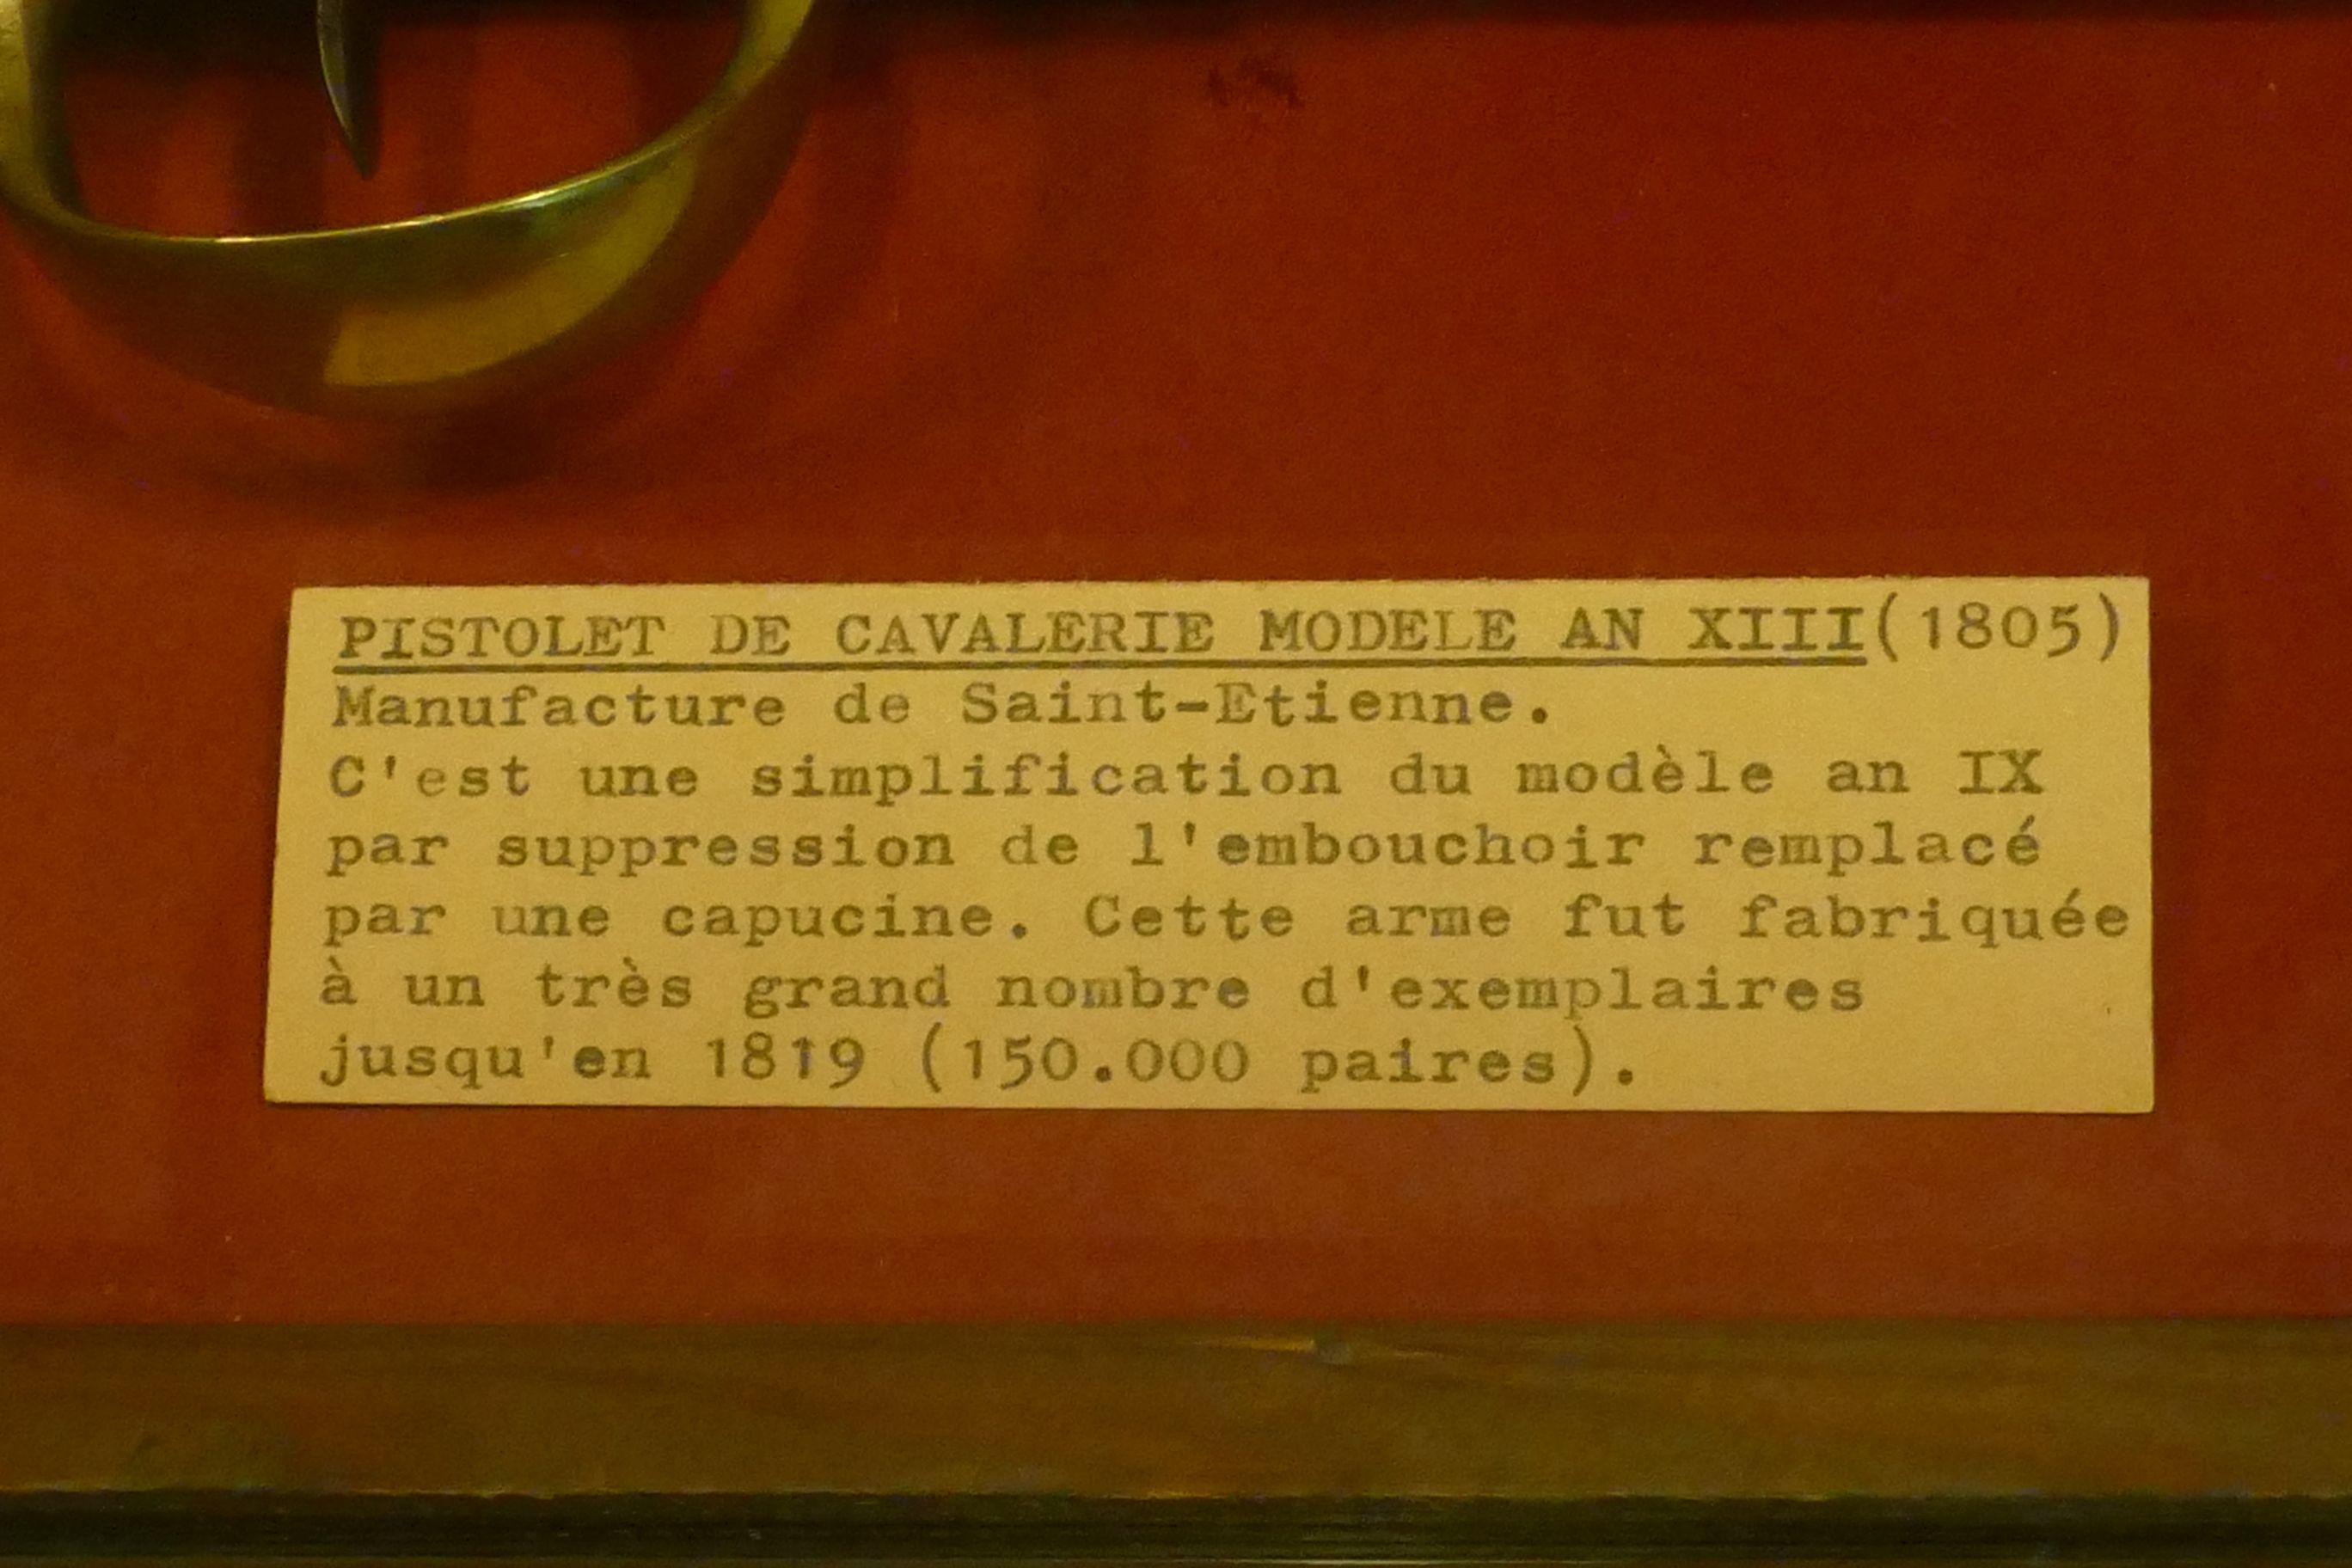 PISTOLET DE CAVALERIE MODELE AN XIII(1805)
Manufacture de Saint-Etienne.
C'est une simplification du modèle an IX
par suppression de l'embouchoir remplacé
par une capucine. Cette arme fut fabriquée
à un très grand nombre d'exemplaires
jusqu'en 1819 (150.000 paires).